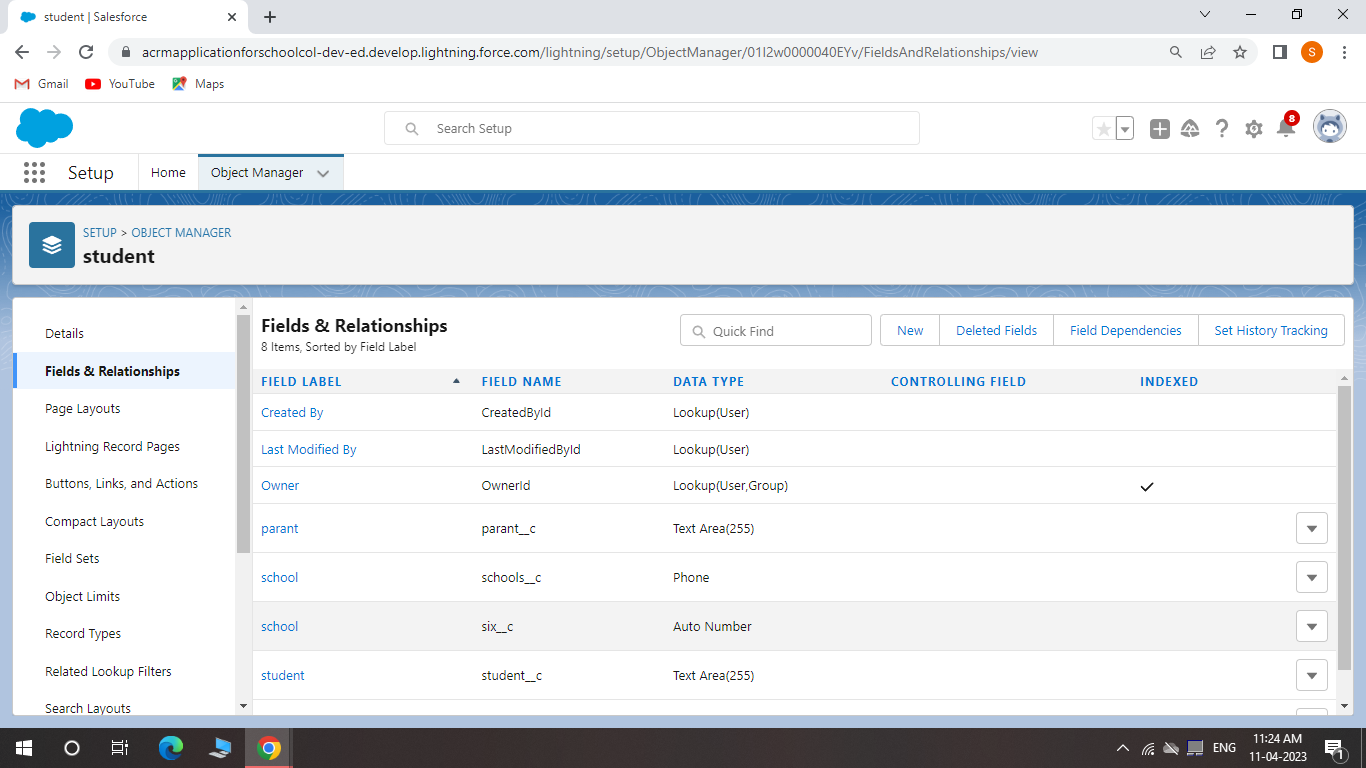 student | Salesforce
acrmapplicationforschoolcol-dev-ed.develop.lightning.force.com/lightning/setup/ObjectManager/01I2w0000040EYv/FieldsAndRelationships/view
S
Gmail YouTube Maps
Search Setup
8
Setup Home Object Manager
SETUP > OBJECT MANAGER
student
Details
Fields & Relationships
Page Layouts
Lightning Record Pages
Buttons, Links, and Actions
Compact Layouts
Field Sets
Object Limits
Record Types
Related Lookup Filters
Search Layouts
Fields & Relationships
8 Items, Sorted by Field Label
Quick Find
New Deleted Fields Field Dependencies Set History Tracking
FIELD LABEL FIELD NAME DATA TYPE CONTROLLING FIELD INDEXED
Created By CreatedById Lookup(User)
Last Modified By LastModifiedById Lookup(User)
Owner OwnerId Lookup(User,Group)
parant parant__c Text Area(255)
school schools__c Phone
school six__c Auto Number
student student__c Text Area(255)
ENG
11:24 AM
11-04-2023
1